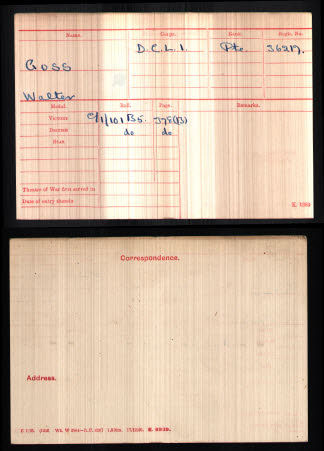 Name. Corps. Rank. Regtl. No.
D.C.L.I. Pte. 36217.
Goss
Walter
Medal. Roll. Page. Remarks.
Victory C/1/101 B5. 378(B)
British do do
Star
Theatre of War first served in
Date of entry therein
K. 1380
Correspondence.
Address.